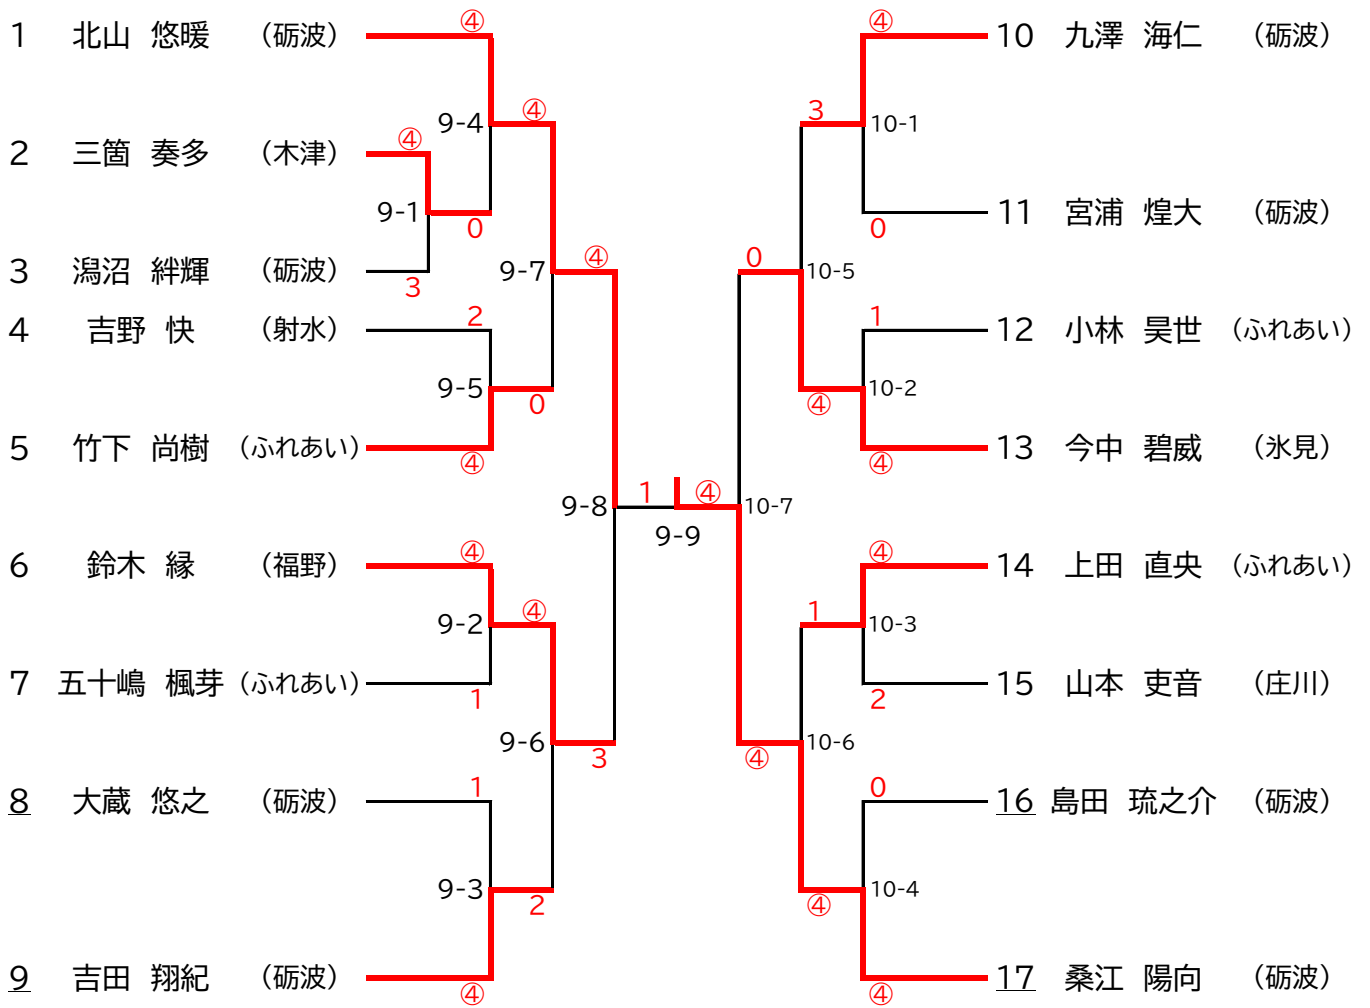 ④ ④
1 北山 悠暖 (砺波) 10 九澤 海仁 (砺波)
④ 3
9-4 10-1
④
2 三箇 奏多 (木津)
9-1 11 宮浦 煌大 (砺波)
0 0
④ 0
3 潟沼 絆輝 (砺波) 9-7 10-5
3
2 1
4 吉野 快 (射水) 12 小林 昊世 (ふれあい)
9-5 10-2
0 ④
5 竹下 尚樹 (ふれあい) 13 今中 碧威 (氷見)
④ ④
1 ④
9-8 10-7
9-9
④ ④
6 鈴木 縁 (福野) 14 上田 直央 (ふれあい)
④ 1
9-2 10-3
7 五十嶋 楓芽 (ふれあい) 15 山本 吏音 (庄川)
1 2
9-6 10-6
3 ④
1 0
8 大蔵 悠之 (砺波) 16 島田 琉之介 (砺波)
9-3 10-4
2 ④
9 吉田 翔紀 (砺波) 17 桑江 陽向 (砺波)
④ ④